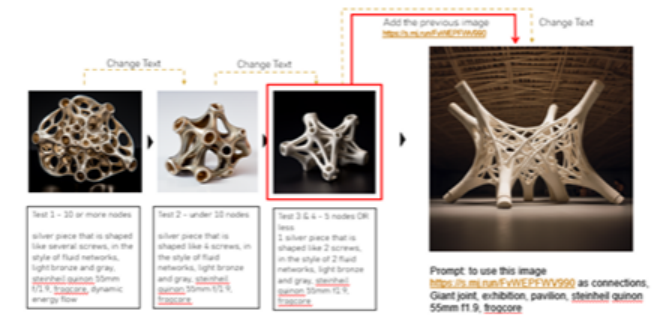 Add the previous image
https://s.mj.run/FvWEPFWV990
Change Text
Change Text
Change Text
Test 1 – 10 or more nodes
silver piece that is shaped
like several screws, in the
style of fluid networks,
light bronze and gray,
steinheil quinon 55mm
f/1.9, frogcore, dynamic
energy flow
Test 2 – under 10 nodes
silver piece that is
shaped like 4 screws, in
the style of fluid
networks, light bronze
and gray, steinheil
quinon 55mm f/1.9,
frogcore
Test 3 & 4 – 5 nodes OR
less
1 silver piece that is
shaped like 2 screws,
in the style of 2 fluid
networks, light bronze
and gray, steinheil
quinon 55mm f1.9,
frogcore
Prompt: to use this image
https://s.mj.run/FvWEPFWV990 as connections,
Giant joint, exhibition, pavilion, steinheil quinon
55mm f1.9, frogcore